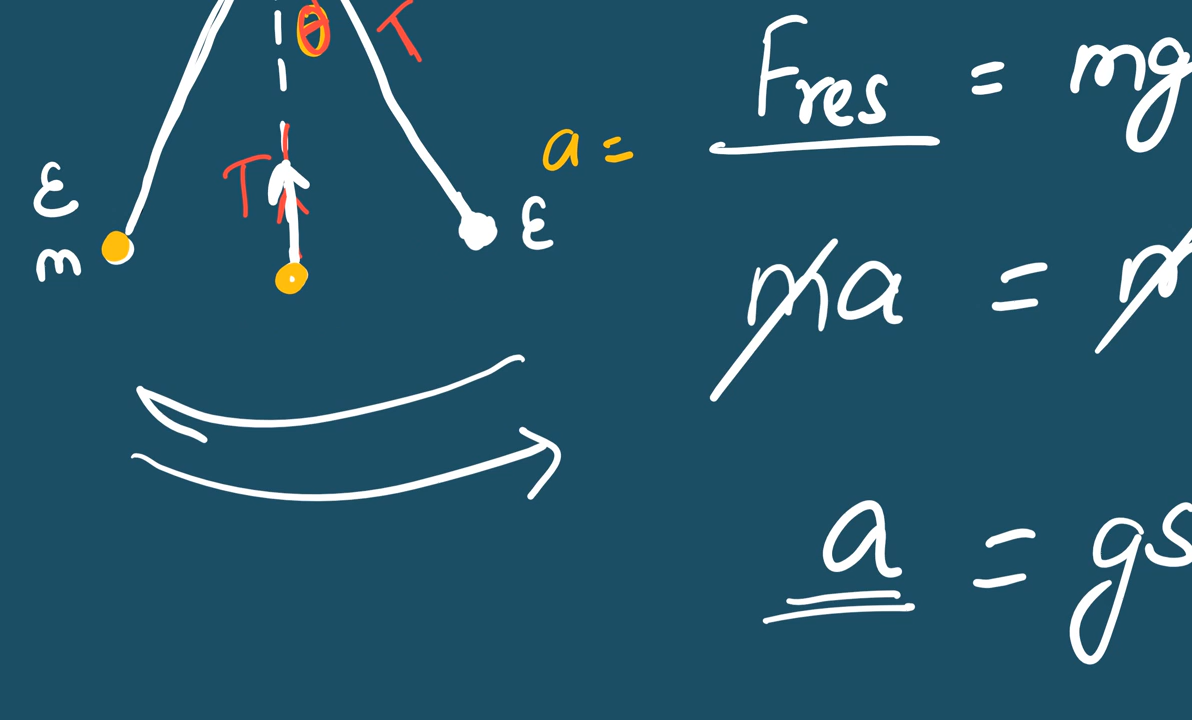 θ T
Fres = mg
a =
T
ε
ε
m
ma = m
a = gs